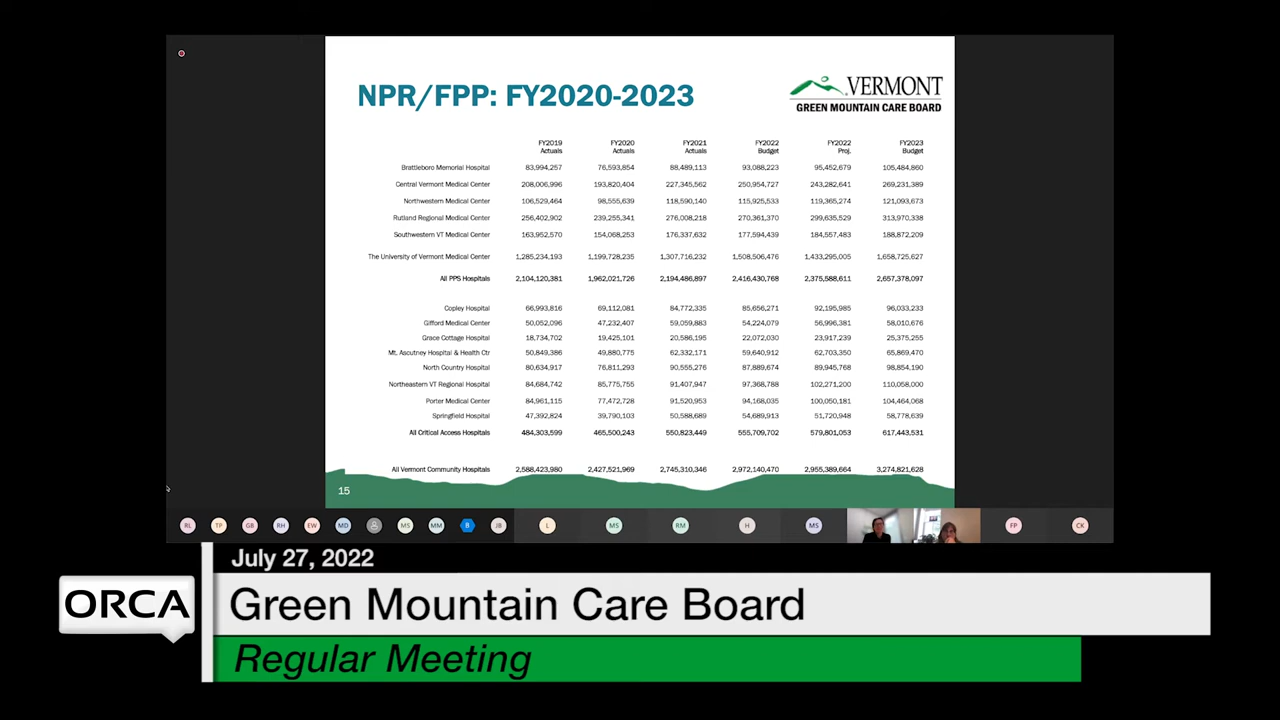 NPR/FPP: FY2020-2023
VERMONT
GREEN MOUNTAIN CARE BOARD
FY2019 Actuals FY2020 Actuals FY2021 Actuals FY2022 Budget FY2022 Proj. FY2023 Budget
Brattleboro Memorial Hospital 83,994,257 76,593,854 88,489,113 93,088,223 95,452,679 105,484,860
Central Vermont Medical Center 208,006,996 193,820,404 227,345,562 250,954,727 243,282,641 269,231,389
Northwestern Medical Center 106,529,464 98,555,639 118,590,140 115,925,533 119,365,274 121,093,673
Rutland Regional Medical Center 256,402,902 239,255,341 276,008,218 270,361,370 299,635,529 313,970,338
Southwestern VT Medical Center 163,952,570 154,068,253 176,337,632 177,594,439 184,557,483 188,872,209
The University of Vermont Medical Center 1,285,234,193 1,199,728,235 1,307,716,232 1,508,506,476 1,433,295,005 1,658,725,627
All PPS Hospitals 2,104,120,381 1,962,021,726 2,194,486,897 2,416,430,768 2,375,588,611 2,657,378,097
Copley Hospital 66,993,816 69,112,081 84,772,335 85,656,271 92,195,985 96,033,233
Gifford Medical Center 50,052,096 47,232,407 59,059,883 54,224,079 56,996,381 58,010,676
Grace Cottage Hospital 18,734,702 19,425,101 20,586,195 22,072,030 23,917,239 25,375,255
Mt. Ascutney Hospital & Health Ctr 50,849,386 49,880,775 62,332,171 59,640,912 62,703,350 65,869,470
North Country Hospital 80,634,917 76,811,293 90,555,276 87,889,674 89,945,768 98,854,190
Northeastern VT Regional Hospital 84,684,742 85,775,755 91,407,947 97,368,788 102,271,200 110,058,000
Porter Medical Center 84,961,115 77,472,728 91,520,953 94,168,035 100,050,181 104,464,068
Springfield Hospital 47,392,824 39,790,103 50,588,689 54,689,913 51,720,948 58,778,639
All Critical Access Hospitals 484,303,599 465,500,243 550,823,449 555,709,702 579,801,053 617,443,531
All Vermont Community Hospitals 2,588,423,980 2,427,521,969 2,745,310,346 2,972,140,470 2,955,389,664 3,274,821,628
15
RL TP GB RH EW MD MS MM B JB L MS RM H MS FP CK
July 27, 2022
ORCA
Green Mountain Care Board
Regular Meeting